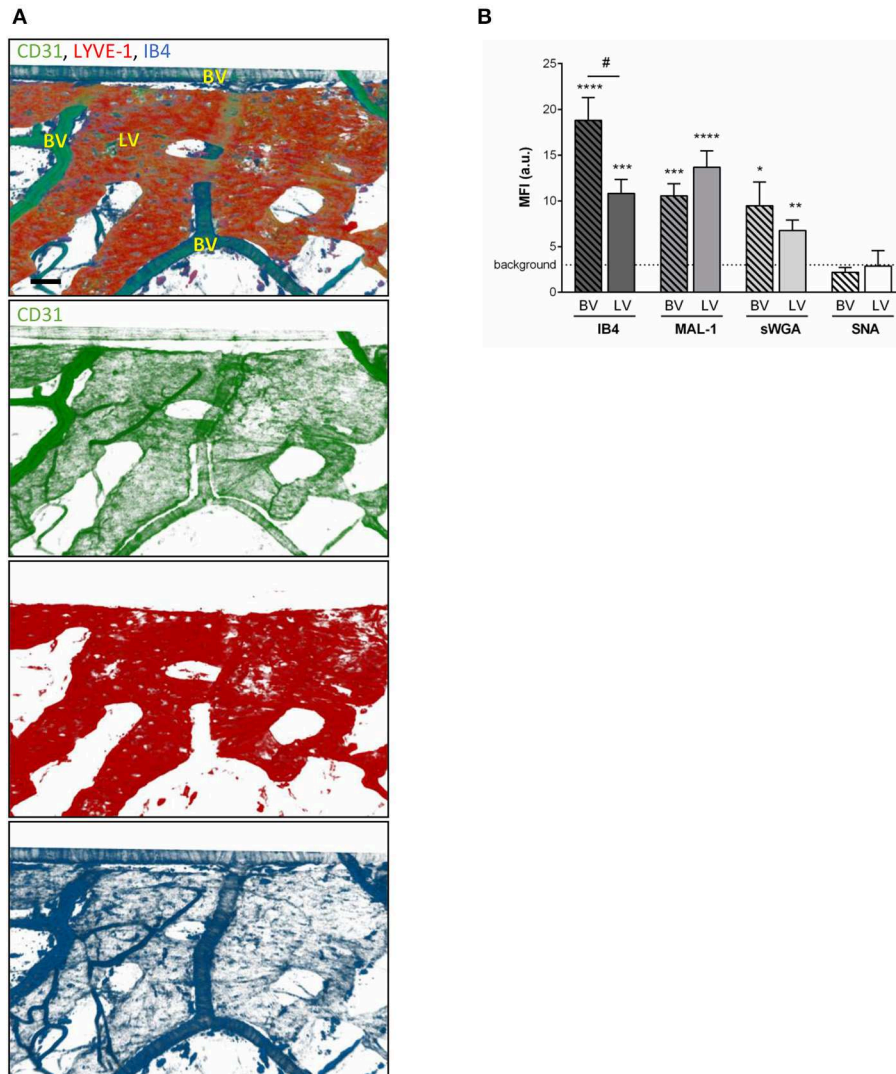 A
CD31, LYVE-1, IB4
BV
BV
LV
BV
CD31
B
MFI (a.u.)
25
20
15
10
5
0
background
#
****
***
***
****
*
**
BV LV BV LV BV LV BV LV
IB4 MAL-1 sWGA SNA